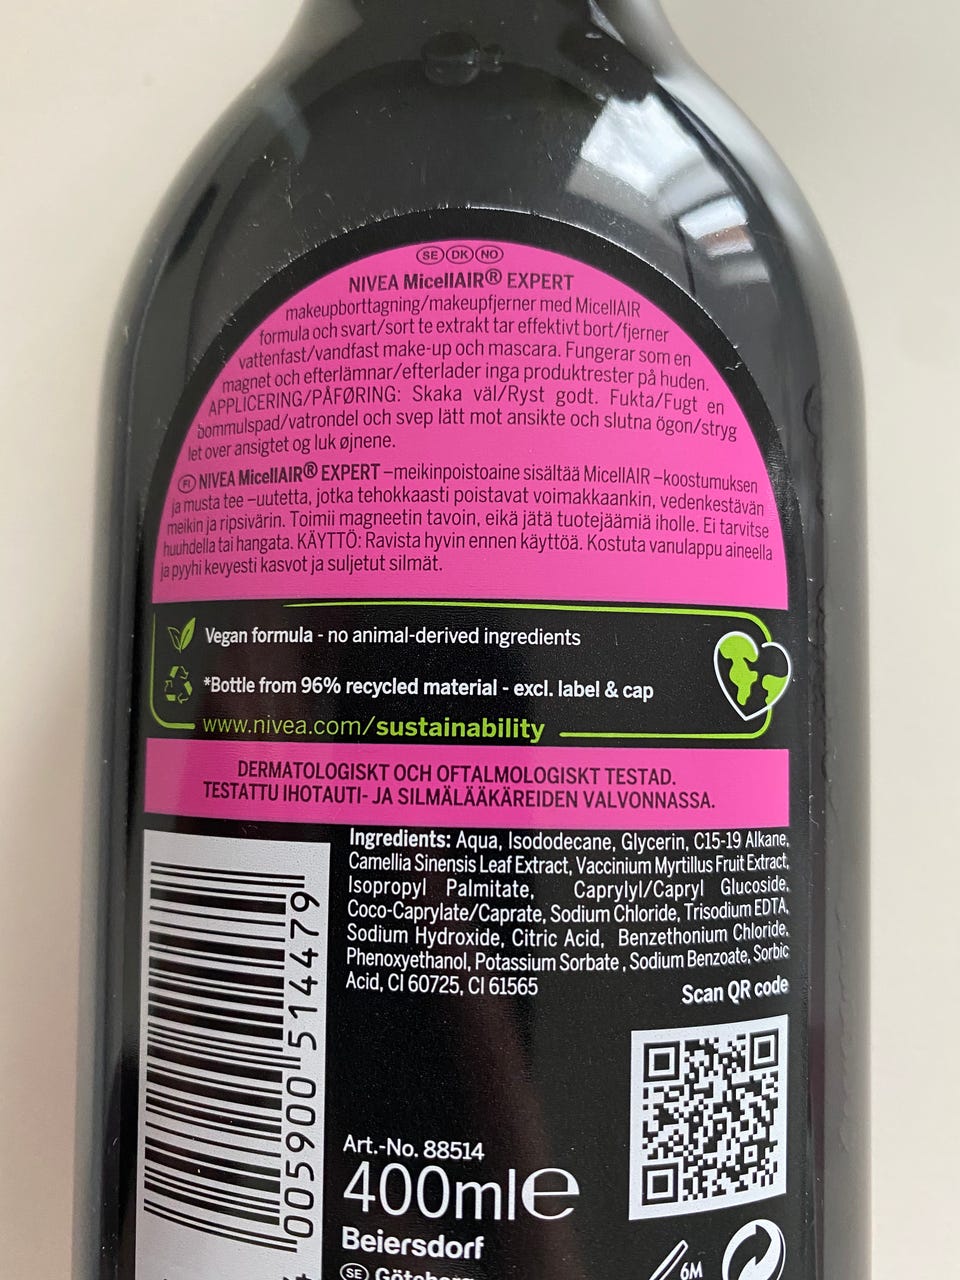 SE DK NO
NIVEA MicellAIR® EXPERT
makeupborttagning/makeupfjerner med MicellAIR
formula och svart/sort te extrakt tar effektivt bort/fjerner
vattenfast/vandfast make-up och mascara. Fungerar som en
magnet och efterlämnar/efterlader inga produktrester på huden.
APPLICERING/PÅFØRING: Skaka väl/Ryst godt. Fukta/Fugt en
bommulspad/vatrondel och svep lätt mot ansikte och slutna ögon/stryg
let over ansigtet og luk øjnene.
FI NIVEA MicellAIR® EXPERT –meikinpoistoaine sisältää MicellAIR –koostumuksen
ja musta tee –uutetta, jotka tehokkaasti poistavat voimakkaankin, vedenkestävän
meikin ja ripsivärin. Toimii magneetin tavoin, eikä jätä tuotejäämiä iholle. Ei tarvitse
huuhdella tai hangata. KÄYTTÖ: Ravista hyvin ennen käyttöä. Kostuta vanulappu aineella
ja pyyhi kevyesti kasvot ja suljetut silmät.
Vegan formula - no animal-derived ingredients
*Bottle from 96% recycled material - excl. label & cap
www.nivea.com/sustainability
DERMATOLOGISKT OCH OFTALMOLOGISKT TESTAD.
TESTATTU IHOTAUTI- JA SILMÄLÄÄKÄREIDEN VALVONNASSA.
Ingredients: Aqua, Isododecane, Glycerin, C15-19 Alkane,
Camellia Sinensis Leaf Extract, Vaccinium Myrtillus Fruit Extract,
Isopropyl Palmitate, Caprylyl/Capryl Glucoside,
Coco-Caprylate/Caprate, Sodium Chloride, Trisodium EDTA,
Sodium Hydroxide, Citric Acid, Benzethonium Chloride,
Phenoxyethanol, Potassium Sorbate , Sodium Benzoate, Sorbic
Acid, CI 60725, CI 61565
Scan QR code
005900 514479
Art.-No. 88514
400ml e
Beiersdorf
SE Göteborg
6M